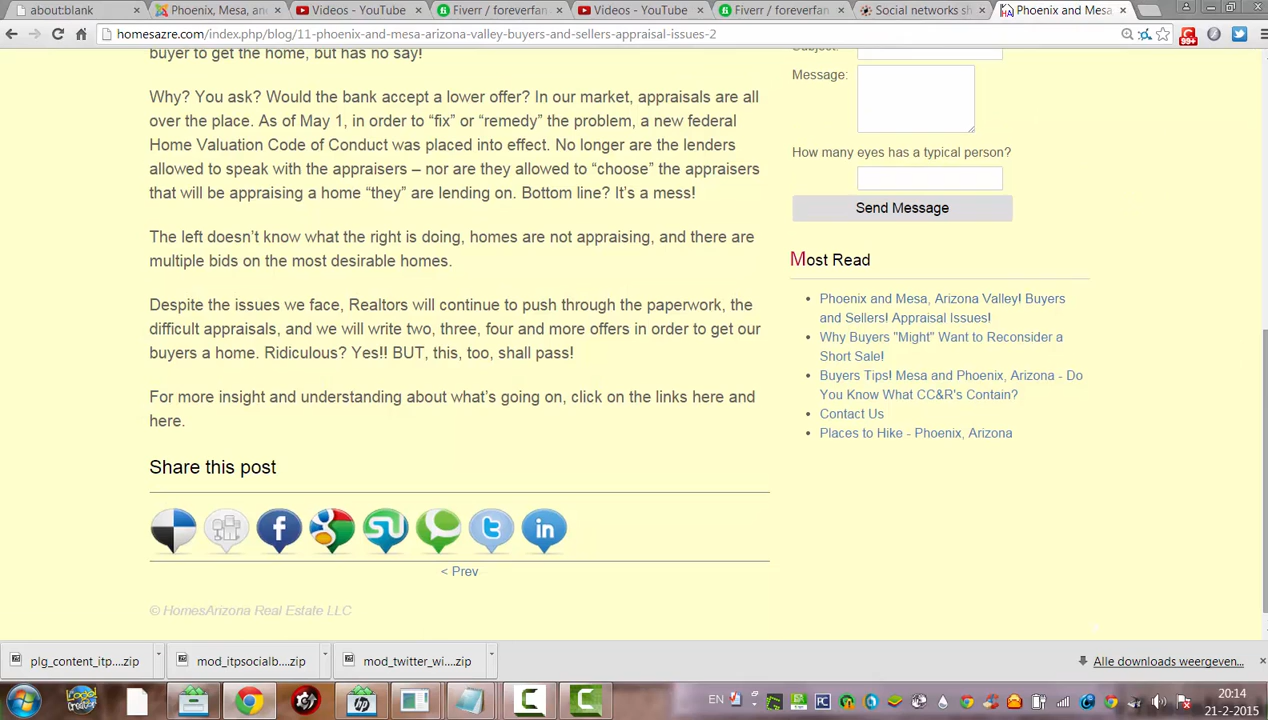 about:blank
Phoenix, Mesa, an
Videos - YouTube
Fiverr / foreverfan
Videos - YouTube
Fiverr / foreverfan
Social networks sh
Phoenix and Mesa
homesazre.com/index.php/blog/11-phoenix-and-mesa-arizona-valley-buyers-and-sellers-appraisal-issues-2
99+
buyer to get the home, but has no say!
Why? You ask? Would the bank accept a lower offer? In our market, appraisals are all
over the place. As of May 1, in order to “fix” or “remedy” the problem, a new federal
Home Valuation Code of Conduct was placed into effect. No longer are the lenders
allowed to speak with the appraisers – nor are they allowed to “choose” the appraisers
that will be appraising a home “they” are lending on. Bottom line? It’s a mess!
The left doesn’t know what the right is doing, homes are not appraising, and there are
multiple bids on the most desirable homes.
Despite the issues we face, Realtors will continue to push through the paperwork, the
difficult appraisals, and we will write two, three, four and more offers in order to get our
buyers a home. Ridiculous? Yes!! BUT, this, too, shall pass!
For more insight and understanding about what’s going on, click on the links here and
here.
Share this post
f
t
in
< Prev
© HomesArizona Real Estate LLC
Subject:
Message:
How many eyes has a typical person?
Send Message
Most Read
Phoenix and Mesa, Arizona Valley! Buyers
and Sellers! Appraisal Issues!
Why Buyers "Might" Want to Reconsider a
Short Sale!
Buyers Tips! Mesa and Phoenix, Arizona - Do
You Know What CC&R's Contain?
Contact Us
Places to Hike - Phoenix, Arizona
plg_content_itp....zip
mod_itpsocialb....zip
mod_twitter_wi....zip
Alle downloads weergeven...
EN
20:14
21-2-2015